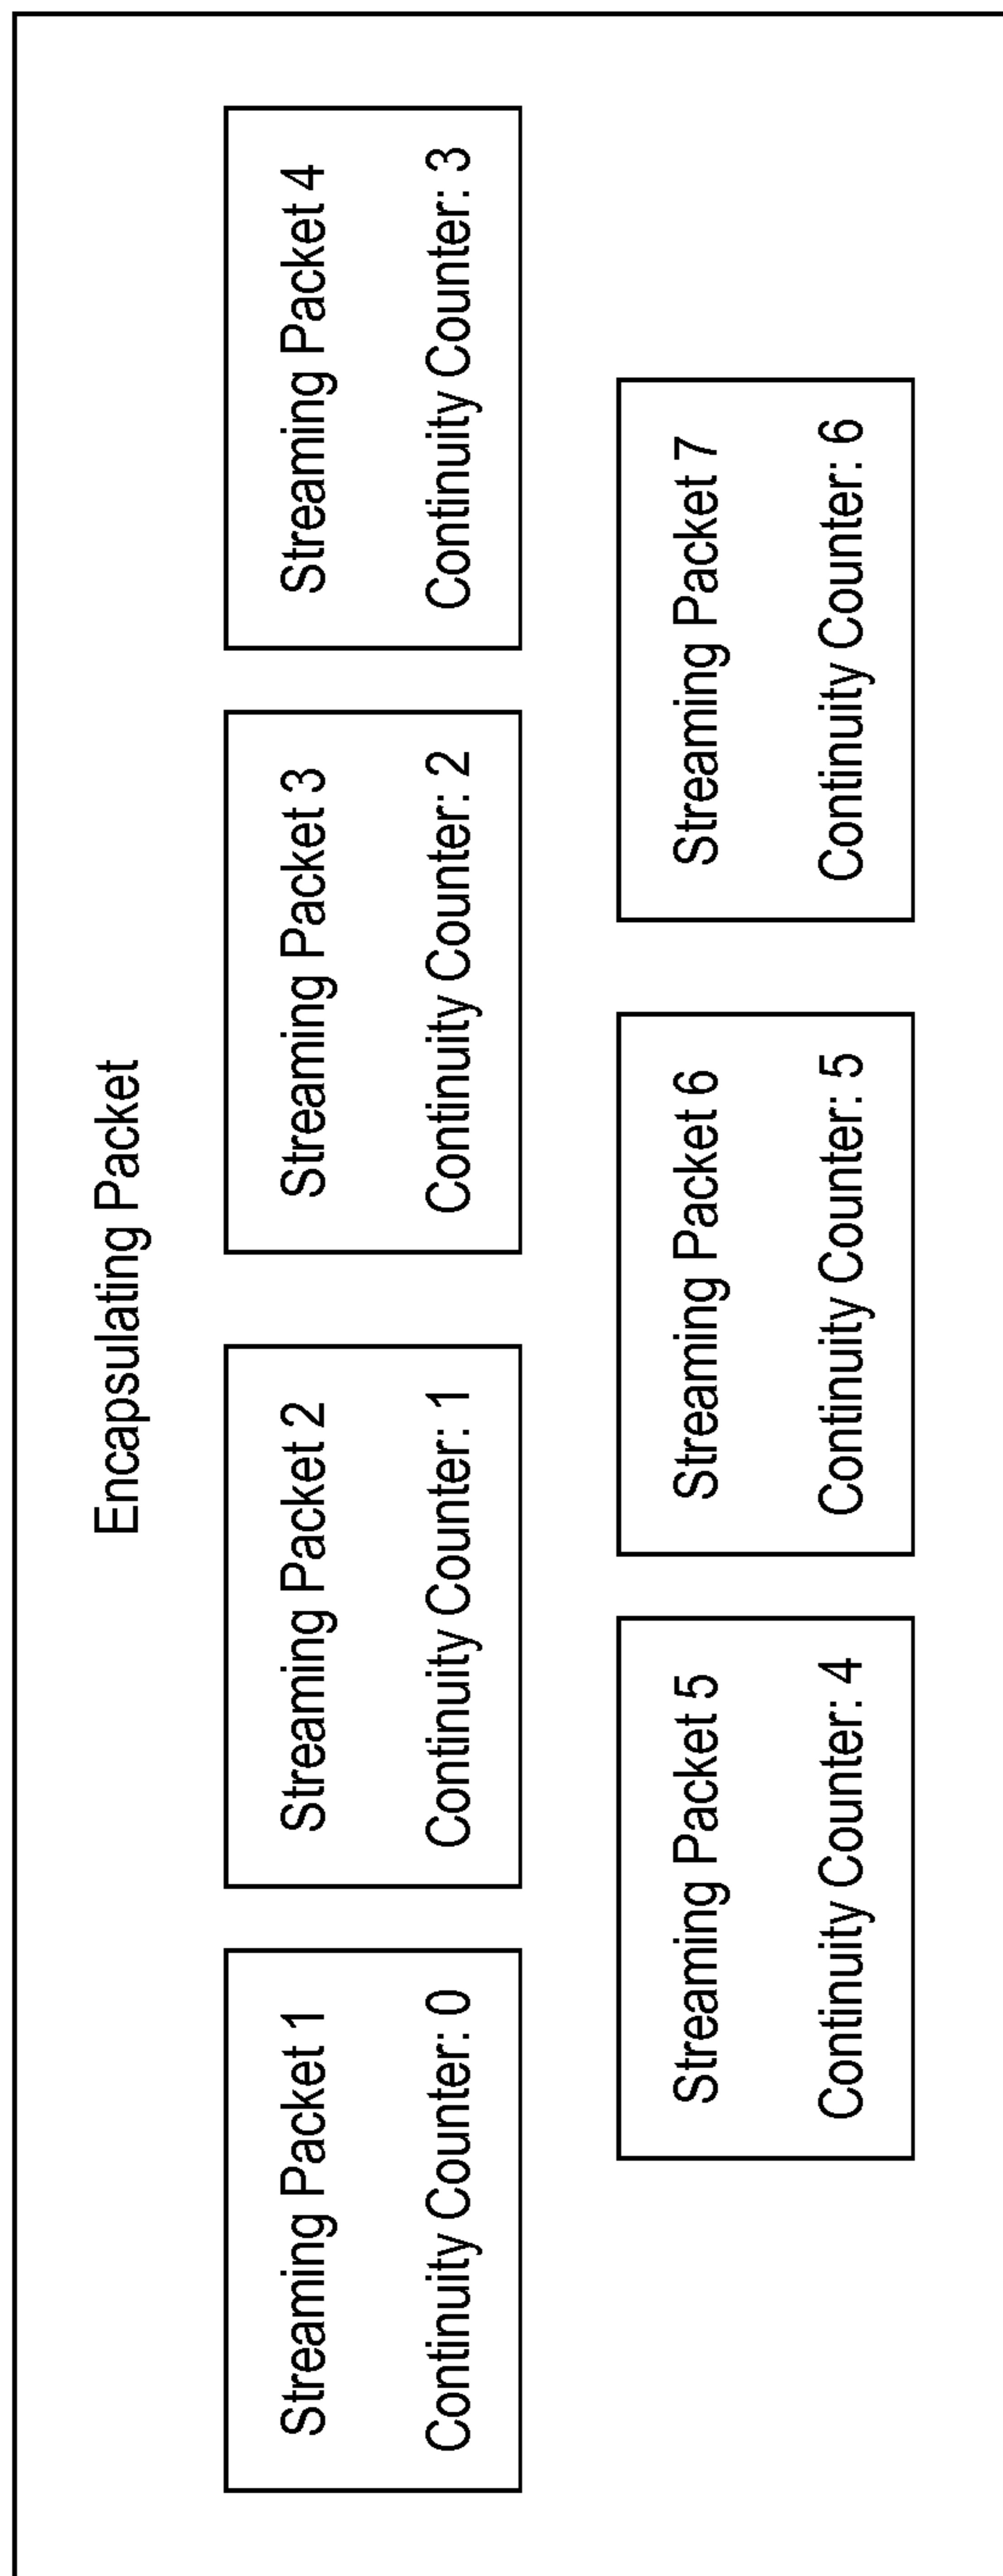 Encapsulating Packet
Streaming Packet 1
Continuity Counter: 0
Streaming Packet 2
Continuity Counter: 1
Streaming Packet 3
Continuity Counter: 2
Streaming Packet 4
Continuity Counter: 3
Streaming Packet 5
Continuity Counter: 4
Streaming Packet 6
Continuity Counter: 5
Streaming Packet 7
Continuity Counter: 6